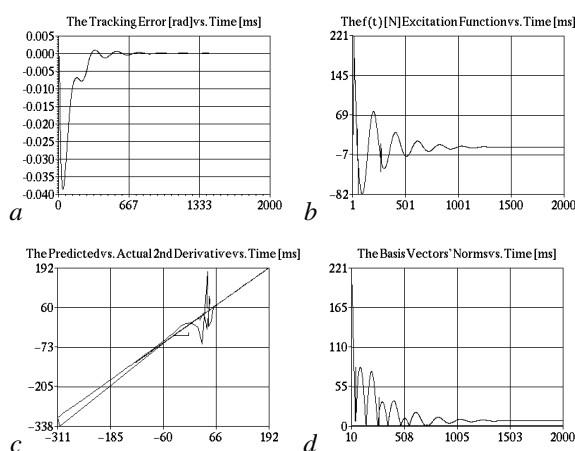 The Tracking Error [rad] vs. Time [ms]
0.005
0.000
-0.005
-0.010
-0.015
-0.020
-0.025
-0.030
-0.035
-0.040
0 667 1333 2000
a
The f(t) [N] Excitation Function vs. Time [ms]
221
145
69
-7
-82
1 501 1001 1500 2000
b
The Predicted vs. Actual 2nd Derivative vs. Time [ms]
192
60
-73
-205
-338
-311 -185 -60 66 192
c
The Basis Vectors' Norms vs. Time [ms]
221
165
110
55
0
10 508 1005 1503 2000
d